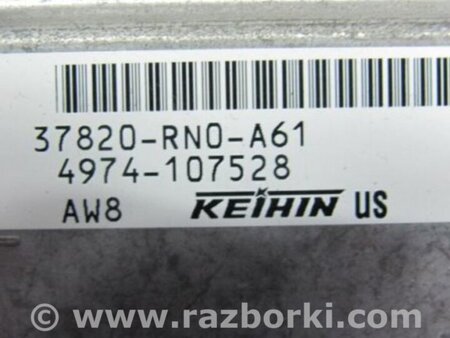 37820-RN0-A61
4974-107528
AW8 KEIHIN US
© www.razborki.com